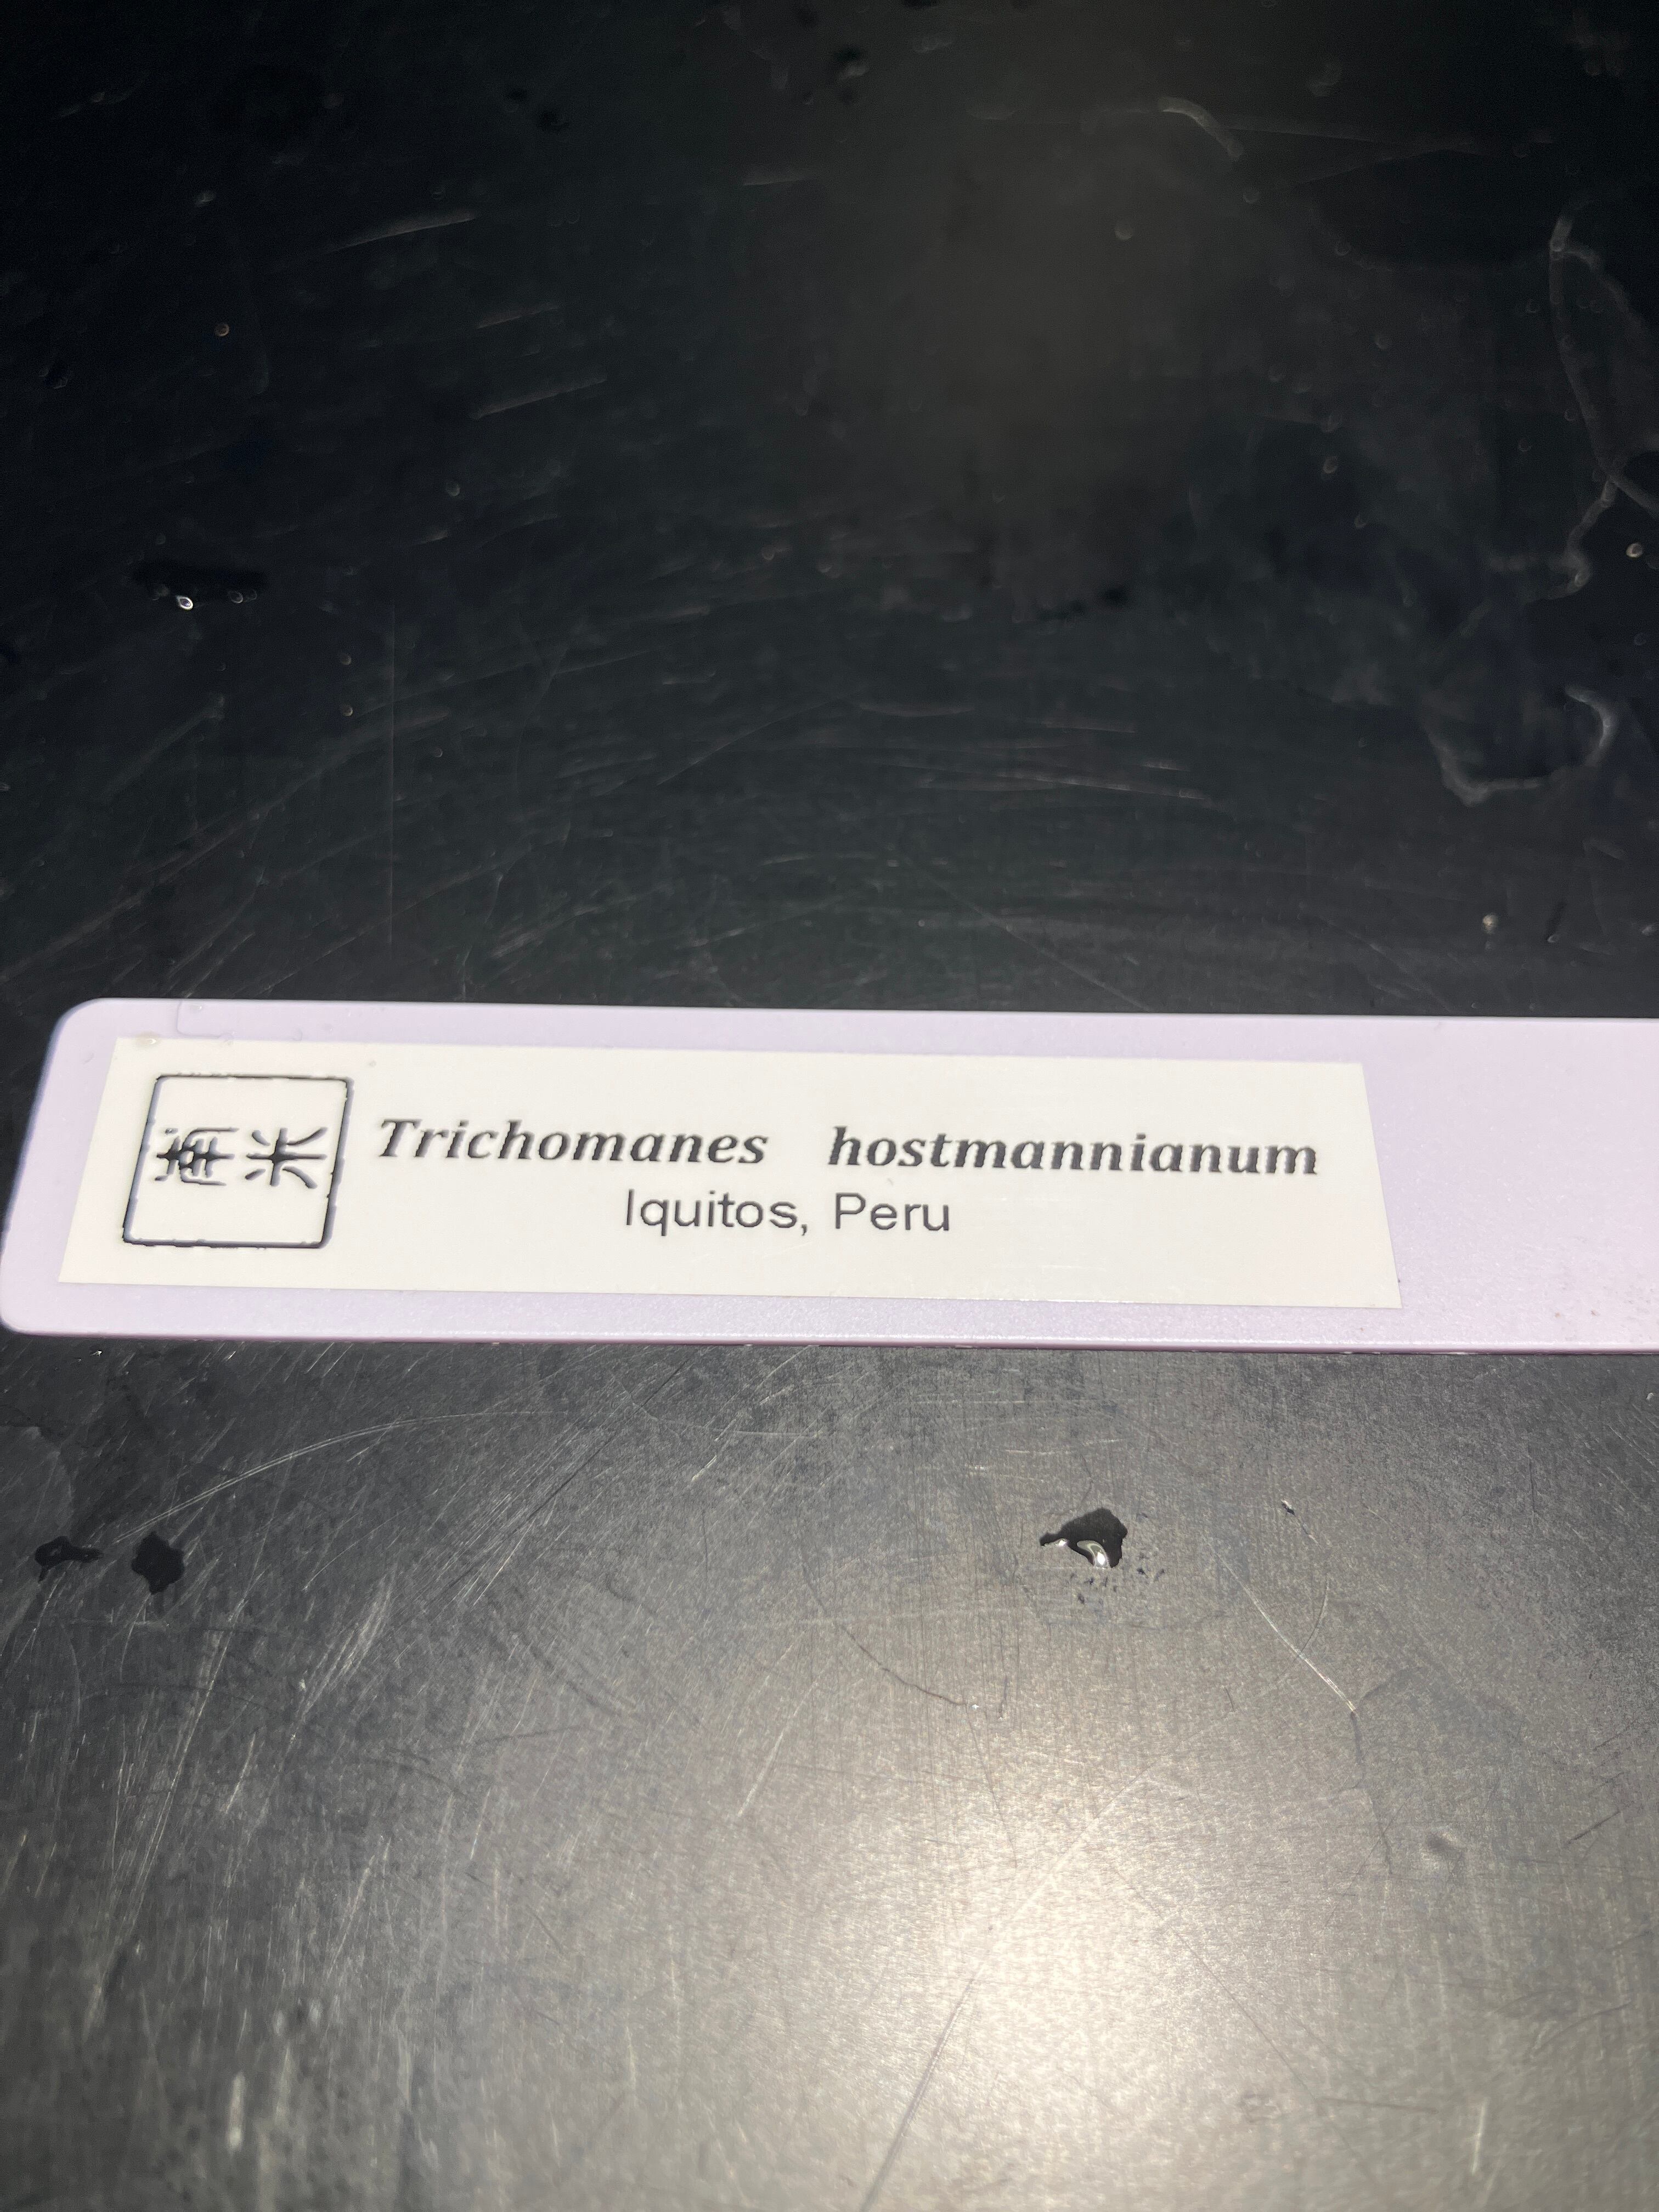 南米
Trichomanes hostmannianum
Iquitos, Peru